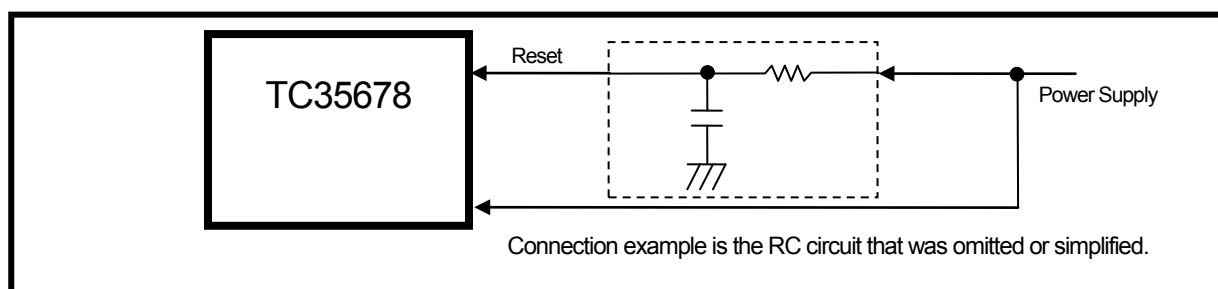 Reset
TC35678
Power Supply
Connection example is the RC circuit that was omitted or simplified.